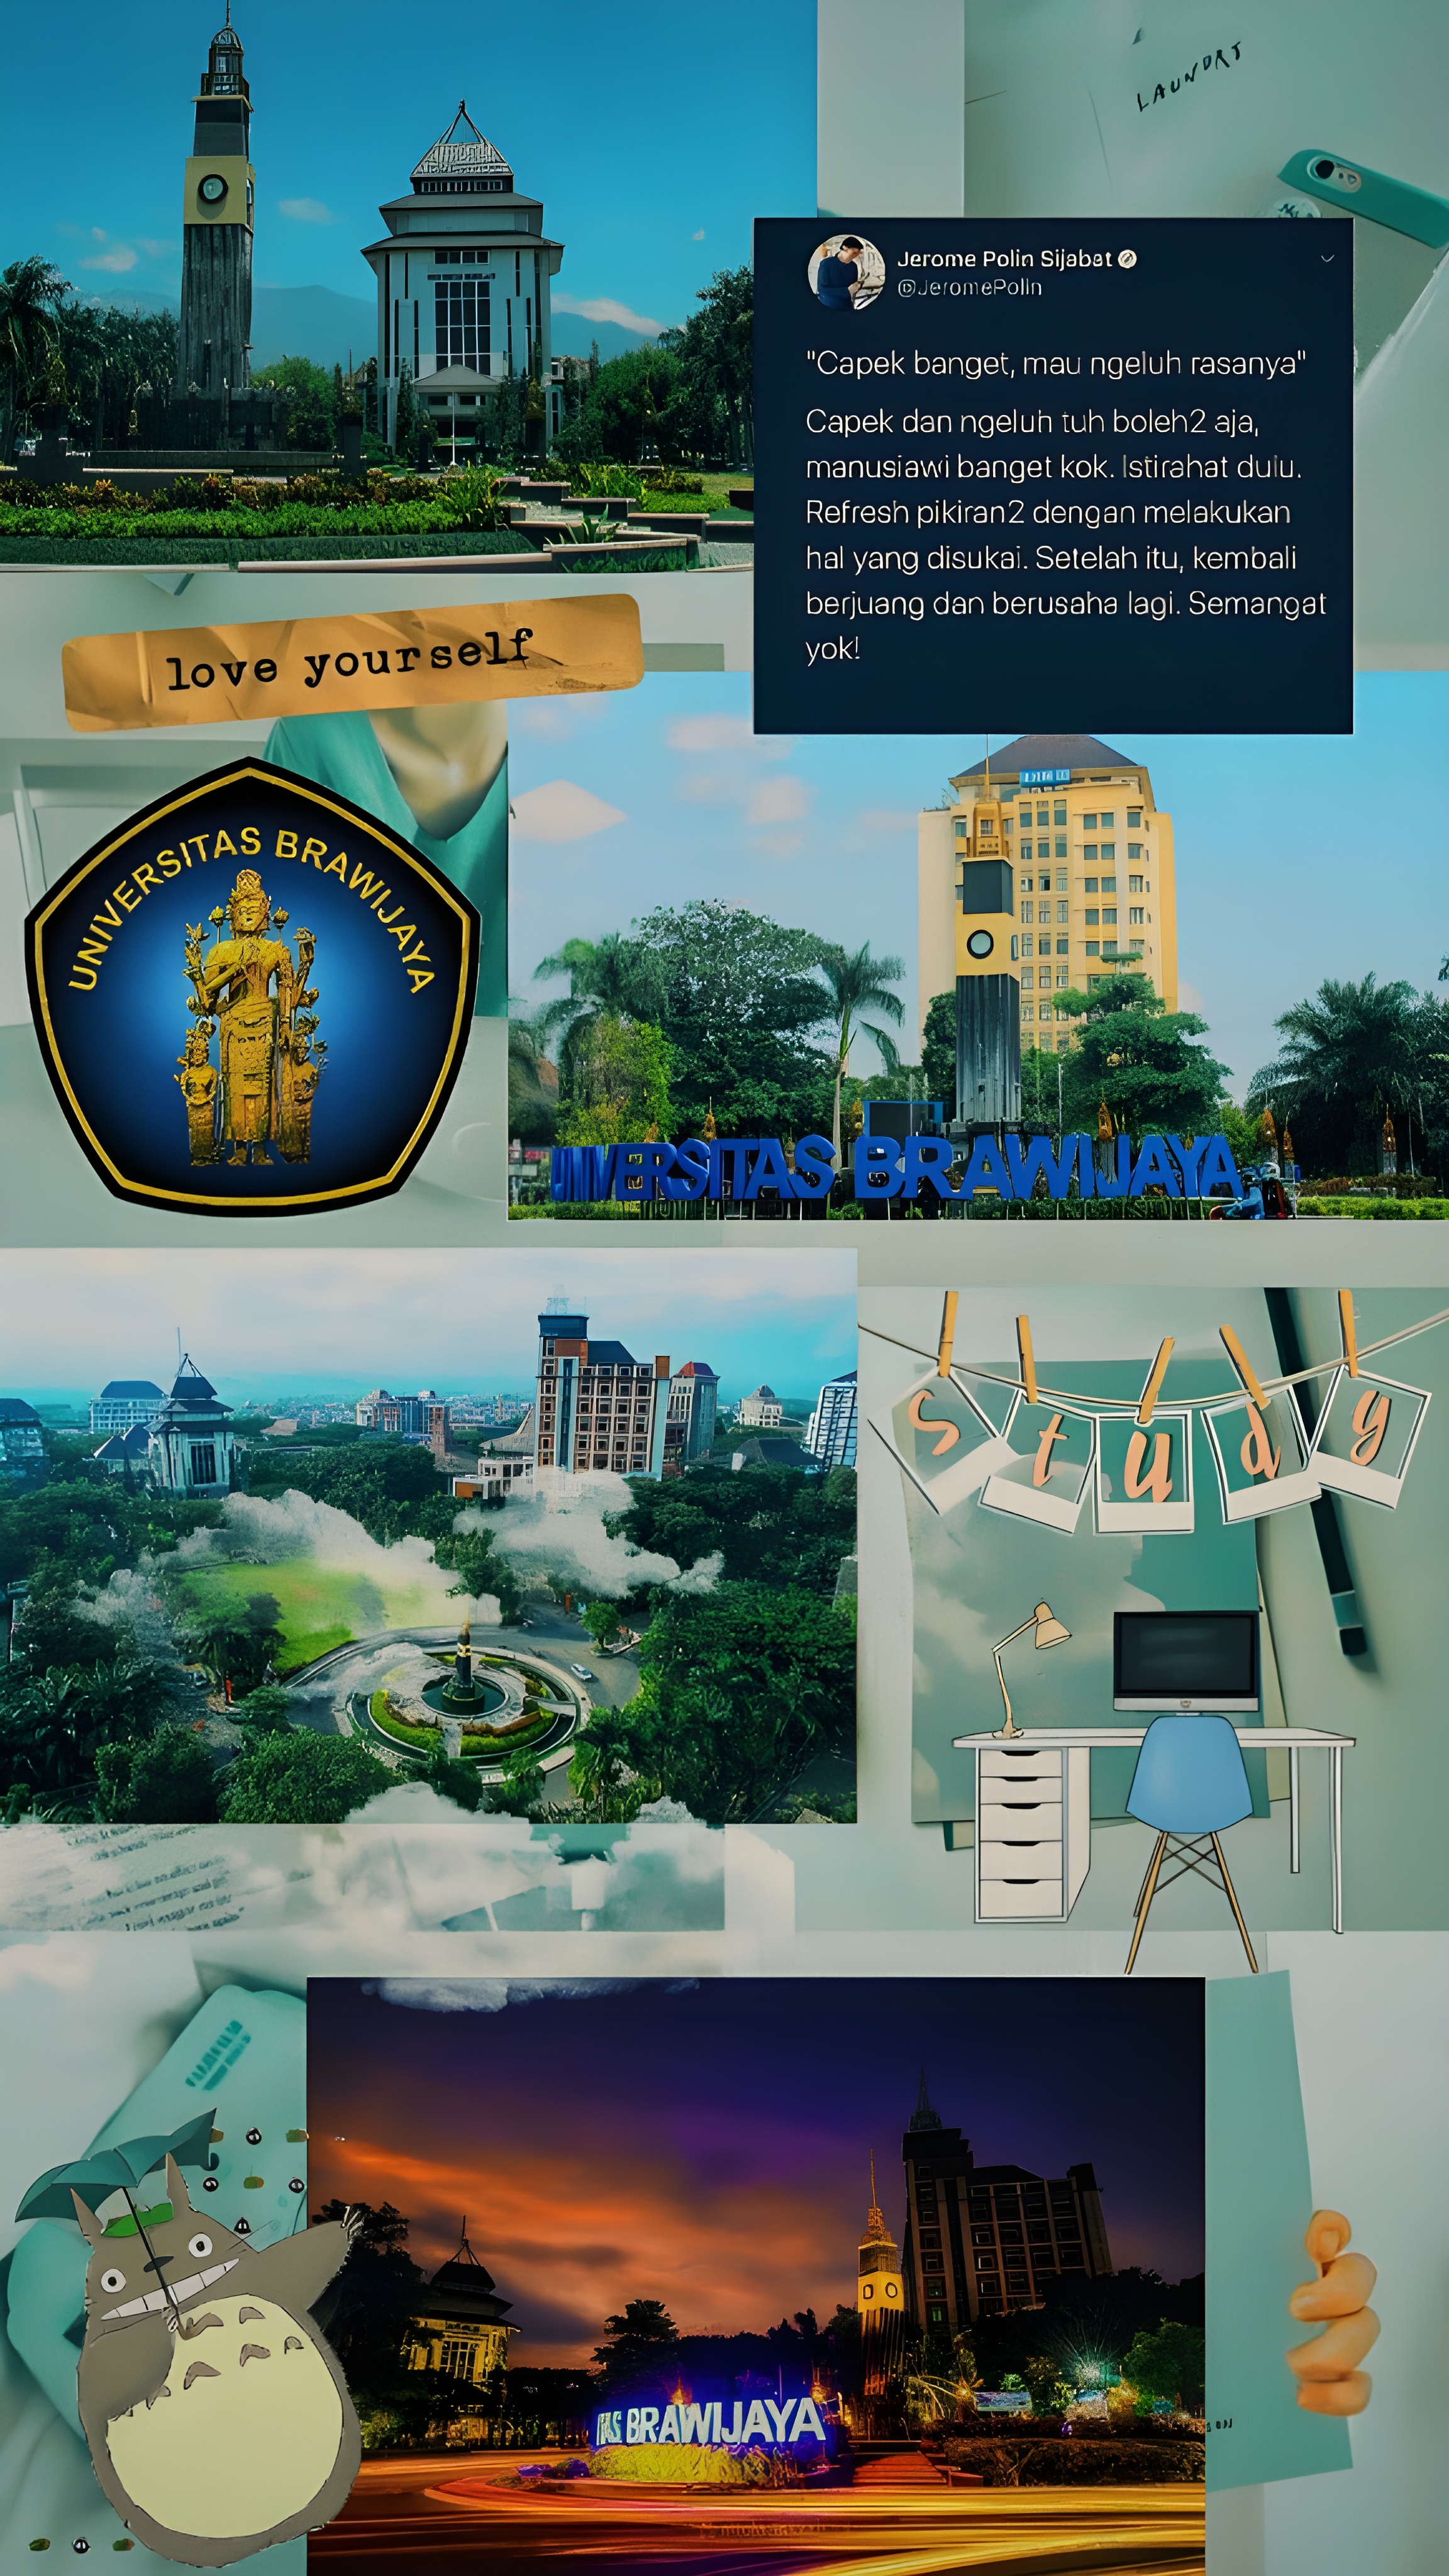 LAUNDRY
Jerome Polin Sijabat
@JeromePolin
"Capek banget, mau ngeluh rasanya"
Capek dan ngeluh tuh boleh2 aja,
manusiawi banget kok. Istirahat dulu.
Refresh pikiran2 dengan melakukan
hal yang disukai. Setelah itu, kembali
berjuang dan berusaha lagi. Semangat
yok!
love yourself
UNIVERSITAS BRAWIJAYA
UNIVERSITAS BRAWIJAYA
study
BRAWIJAYA